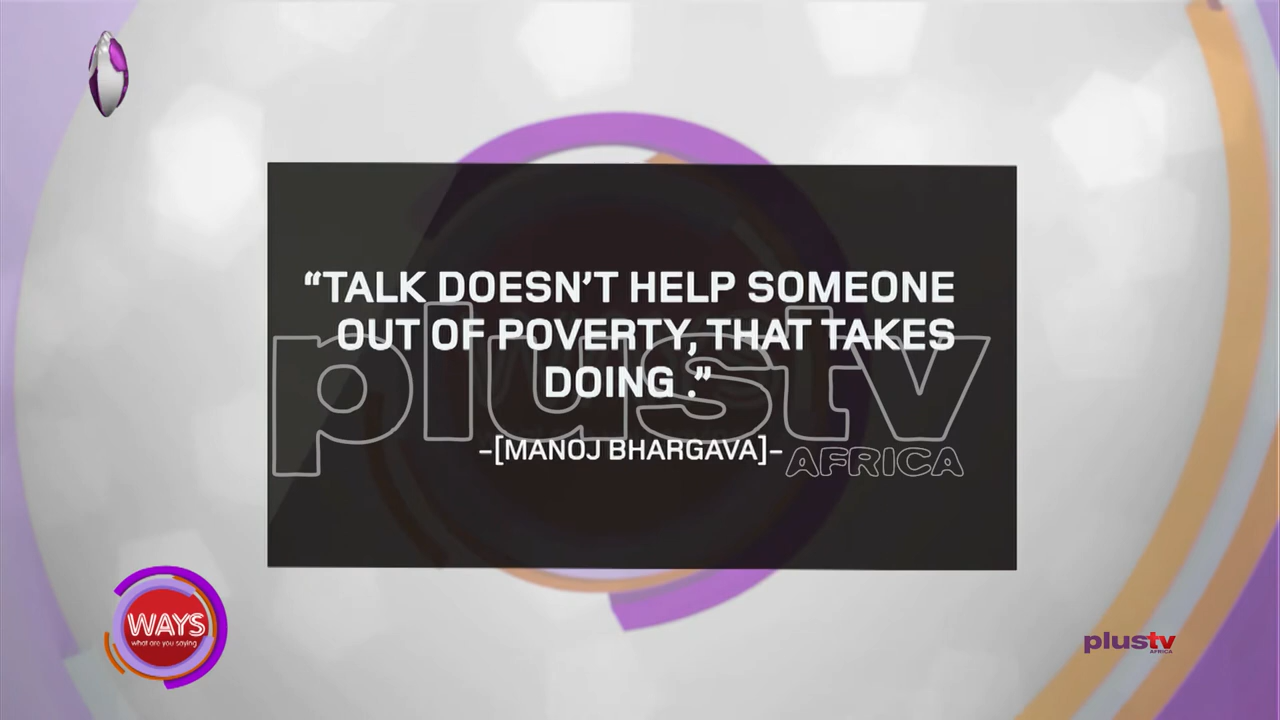 “TALK DOESN’T HELP SOMEONE
OUT OF POVERTY, THAT TAKES
DOING .”
–[MANOJ BHARGAVA]–
plustv
AFRICA
WAYS
what are you saying
plustv
AFRICA